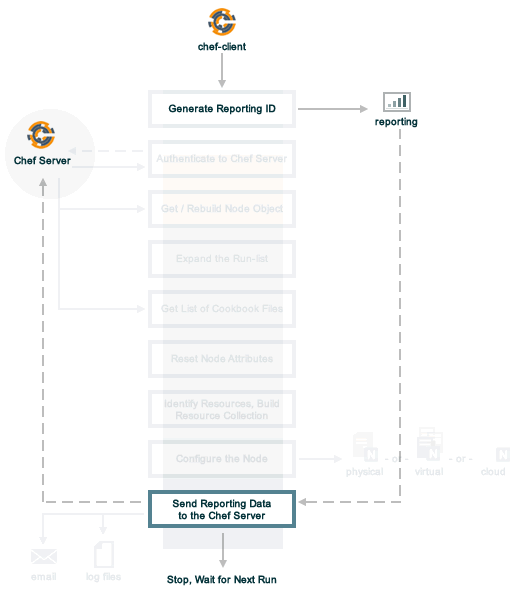 chef-client
Generate Reporting ID
reporting
Chef Server
Authenticate to Chef Server
Get / Rebuild Node Object
Expand the Run-list
Get List of Cookbook Files
Reset Node Attributes
Identify Resources, Build
Resource Collection
Configure the Node
- or -
- or -
physical
virtual
cloud
Send Reporting Data
to the Chef Server
email
log files
Stop, Wait for Next Run